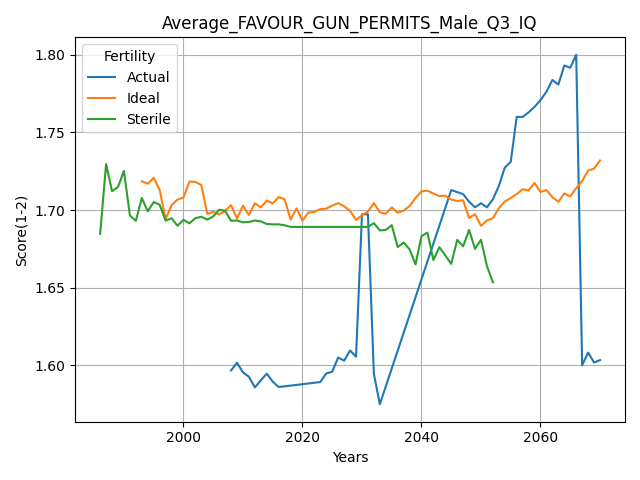 Average_FAVOUR_GUN_PERMITS_Male_Q3_IQ
Fertility
Actual
Ideal
Sterile
Score(1-2)
1.80
1.75
1.70
1.65
1.60
2000 2020 2040 2060
Years